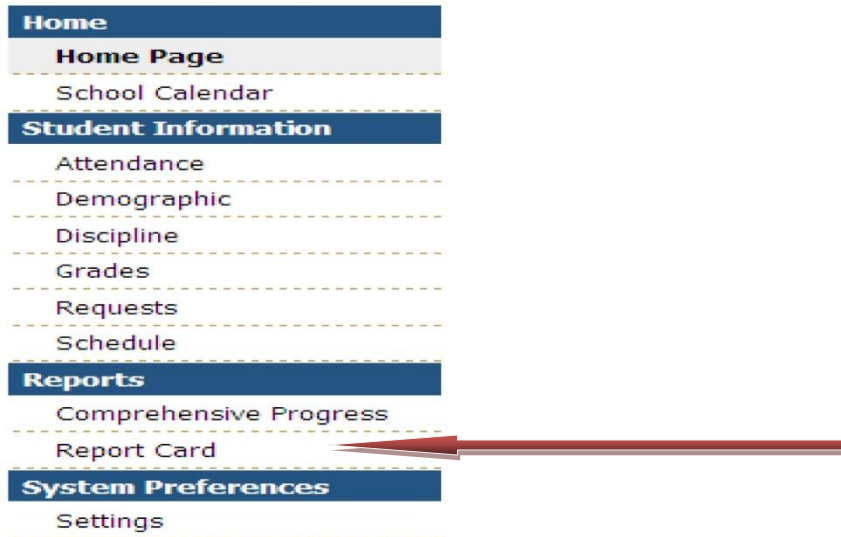 Home
Home Page
School Calendar
Student Information
Attendance
Demographic
Discipline
Grades
Requests
Schedule
Reports
Comprehensive Progress
Report Card
System Preferences
Settings